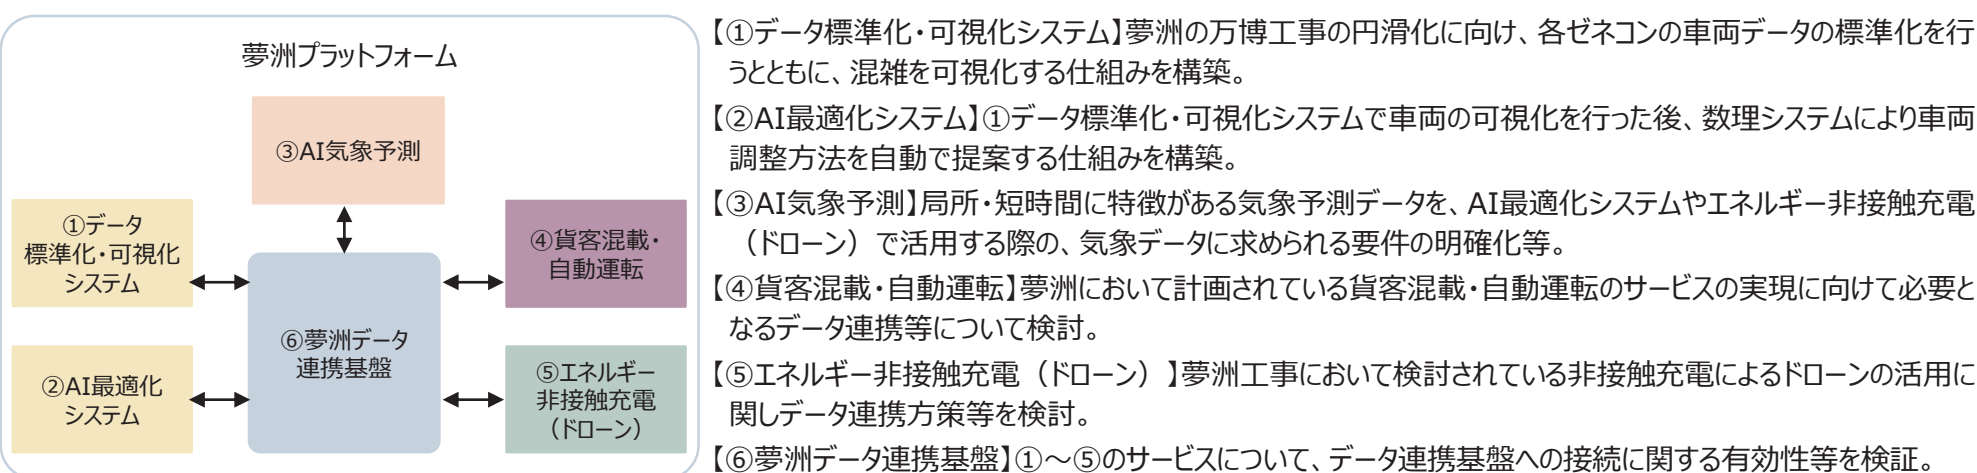 夢洲プラットフォーム
③AI気象予測
①データ
標準化・可視化
システム
④貨客混載・
自動運転
⑥夢洲データ
連携基盤
②AI最適化
システム
⑤エネルギー
非接触充電
（ドローン）
【①データ標準化・可視化システム】夢洲の万博工事の円滑化に向け、各ゼネコンの車両データの標準化を行
うとともに、混雑を可視化する仕組みを構築。
【②AI最適化システム】①データ標準化・可視化システムで車両の可視化を行った後、数理システムにより車両
調整方法を自動で提案する仕組みを構築。
【③AI気象予測】局所・短時間に特徴がある気象予測データを、AI最適化システムやエネルギー非接触充電
（ドローン）で活用する際の、気象データに求められる要件の明確化等。
【④貨客混載・自動運転】夢洲において計画されている貨客混載・自動運転のサービスの実現に向けて必要と
なるデータ連携等について検討。
【⑤エネルギー非接触充電（ドローン）】夢洲工事において検討されている非接触充電によるドローンの活用に
関しデータ連携方策等を検討。
【⑥夢洲データ連携基盤】①～⑤のサービスについて、データ連携基盤への接続に関する有効性等を検証。